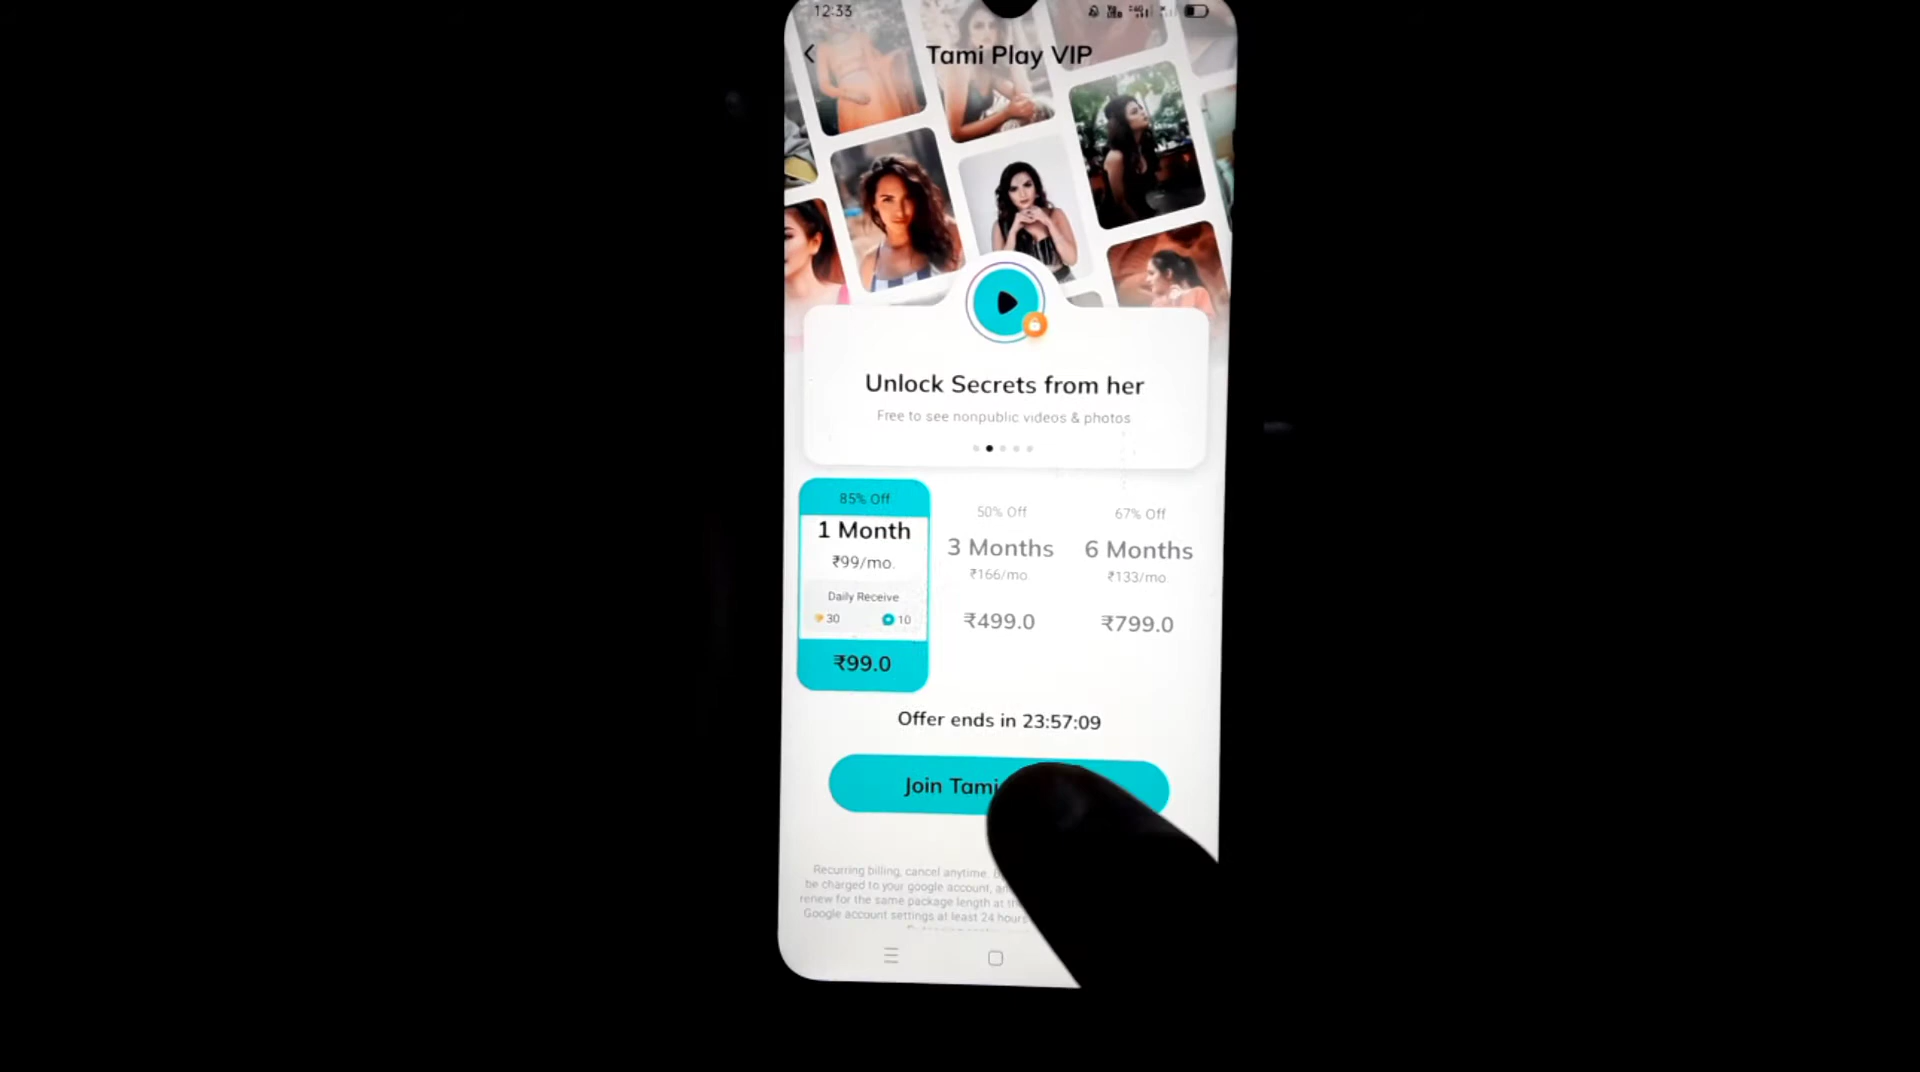 12:33
Tami Play VIP
Unlock Secrets from her
Free to see nonpublic videos & photos
85% Off
1 Month
₹99/mo.
Daily Receive
30 10
₹99.0
50% Off
3 Months
₹166/mo
₹499.0
67% Off
6 Months
₹133/mo
₹799.0
Offer ends in 23:57:09
Join Tami
Recurring billing, cancel anytime.
be charged to your google account,
renew for the same package length at
Google account settings at least 24 hours